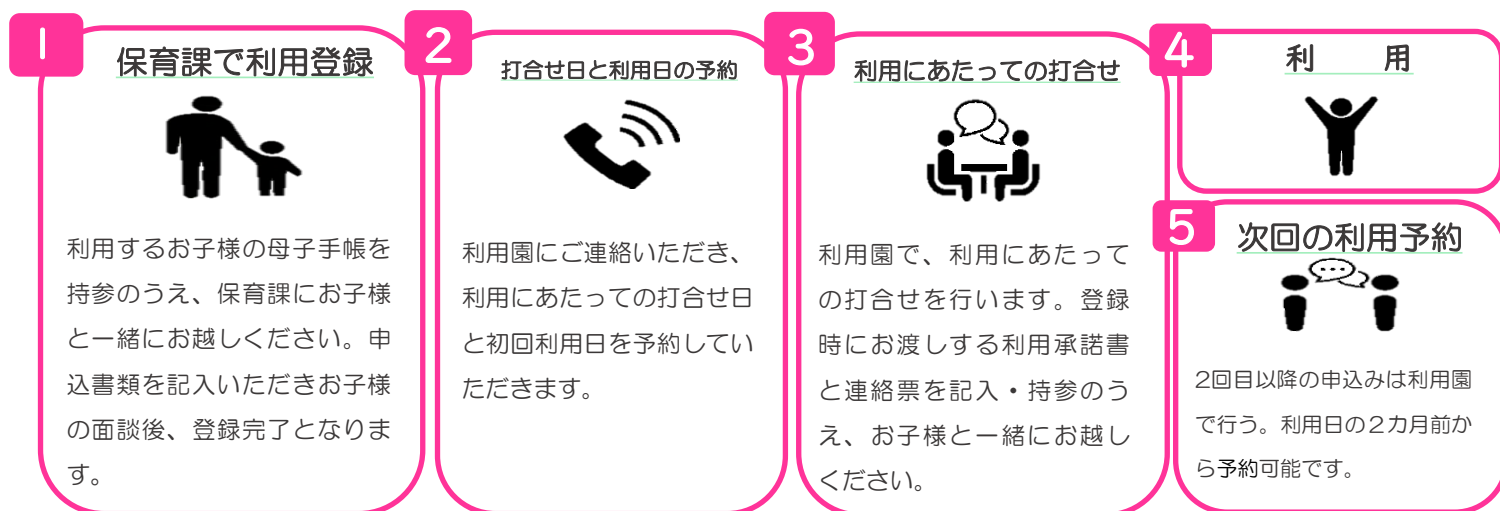 1
保育課で利用登録
利用するお子様の母子手帳を
持参のうえ、保育課にお子様
と一緒にお越しください。申
込書類を記入いただきお子様
の面談後、登録完了となりま
す。
2
打合せ日と利用日の予約
利用園にご連絡いただき、
利用にあたっての打合せ日
と初回利用日を予約してい
ただきます。
3
利用にあたっての打合せ
利用園で、利用にあたって
の打合せを行います。登録
時にお渡しする利用承諾書
と連絡票を記入・持参のう
え、お子様と一緒にお越し
ください。
4
利　用
5
次回の利用予約
2回目以降の申込みは利用園
で行う。利用日の2カ月前か
ら予約可能です。